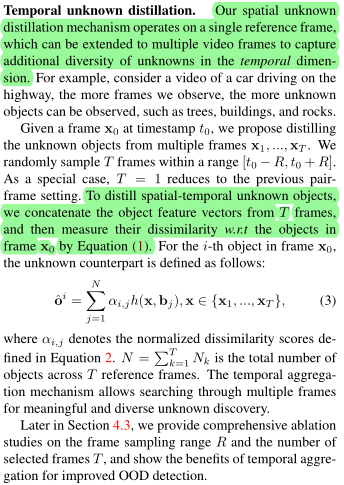 Temporal unknown distillation. Our spatial unknown
distillation mechanism operates on a single reference frame,
which can be extended to multiple video frames to capture
additional diversity of unknowns in the temporal dimen-
sion. For example, consider a video of a car driving on the
highway, the more frames we observe, the more unknown
objects can be observed, such as trees, buildings, and rocks.
Given a frame x₀ at timestamp t₀, we propose distilling
the unknown objects from multiple frames x₁, ..., x_T. We
randomly sample T frames within a range [t₀ − R, t₀ + R].
As a special case, T = 1 reduces to the previous pair-
frame setting. To distill spatial-temporal unknown objects,
we concatenate the object feature vectors from T frames,
and then measure their dissimilarity w.r.t the objects in
frame x₀ by Equation (1). For the i-th object in frame x₀,
the unknown counterpart is defined as follows:
ô^i = ∑_{j=1}^{N} α_{i,j} h(x, b_j), x ∈ {x₁, ..., x_T}, (3)
where α_{i,j} denotes the normalized dissimilarity scores de-
fined in Equation 2. N = ∑_{k=1}^{T} N_k is the total number of
objects across T reference frames. The temporal aggrega-
tion mechanism allows searching through multiple frames
for meaningful and diverse unknown discovery.
Later in Section 4.3, we provide comprehensive ablation
studies on the frame sampling range R and the number of
selected frames T, and show the benefits of temporal aggre-
gation for improved OOD detection.